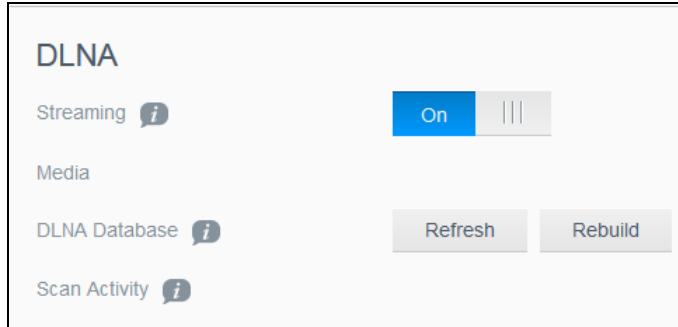 DLNA
Streaming
On
Media
DLNA Database
Refresh Rebuild
Scan Activity